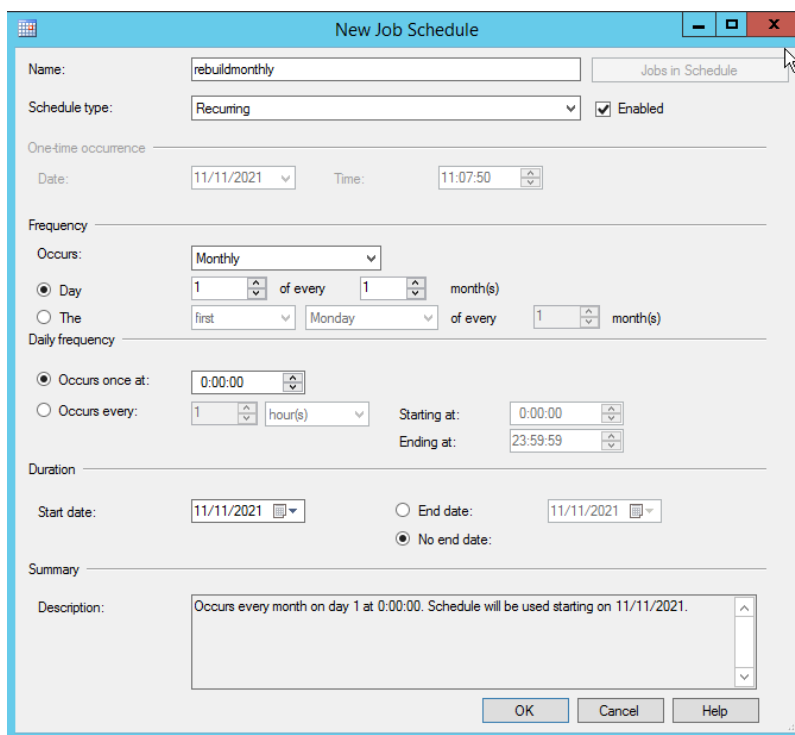 New Job Schedule
Name: rebuildmonthly Jobs in Schedule
Schedule type: Recurring Enabled
One-time occurrence
Date: 11/11/2021 Time: 11:07:50
Frequency
Occurs: Monthly
Day 1 of every 1 month(s)
The first Monday of every 1 month(s)
Daily frequency
Occurs once at: 0:00:00
Occurs every: 1 hour(s) Starting at: 0:00:00
Ending at: 23:59:59
Duration
Start date: 11/11/2021 End date: 11/11/2021
No end date:
Summary
Description: Occurs every month on day 1 at 0:00:00. Schedule will be used starting on 11/11/2021.
OK Cancel Help